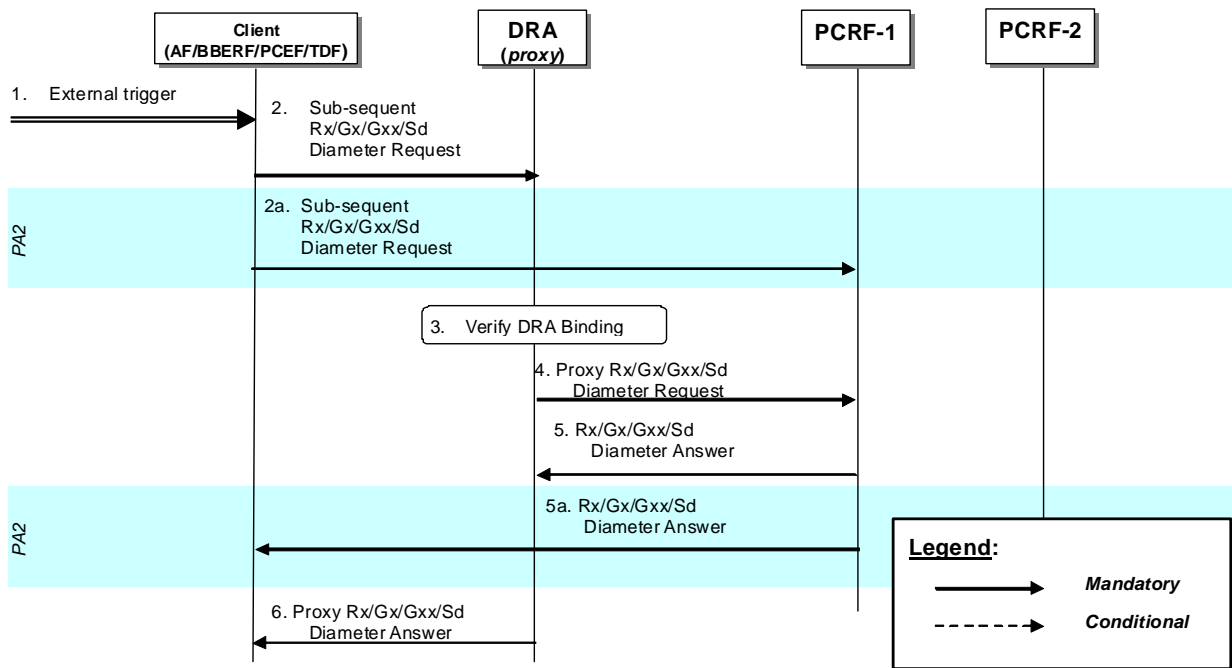 Client
(AF/BBERF/PCEF/TDF)
DRA
(proxy)
PCRF-1
PCRF-2
1. External trigger
2. Sub-sequent
Rx/Gx/Gxx/Sd
Diameter Request
PA2
2a. Sub-sequent
Rx/Gx/Gxx/Sd
Diameter Request
3. Verify DRA Binding
4. Proxy Rx/Gx/Gxx/Sd
Diameter Request
5. Rx/Gx/Gxx/Sd
Diameter Answer
PA2
5a. Rx/Gx/Gxx/Sd
Diameter Answer
6. Proxy Rx/Gx/Gxx/Sd
Diameter Answer
Legend:
Mandatory
Conditional